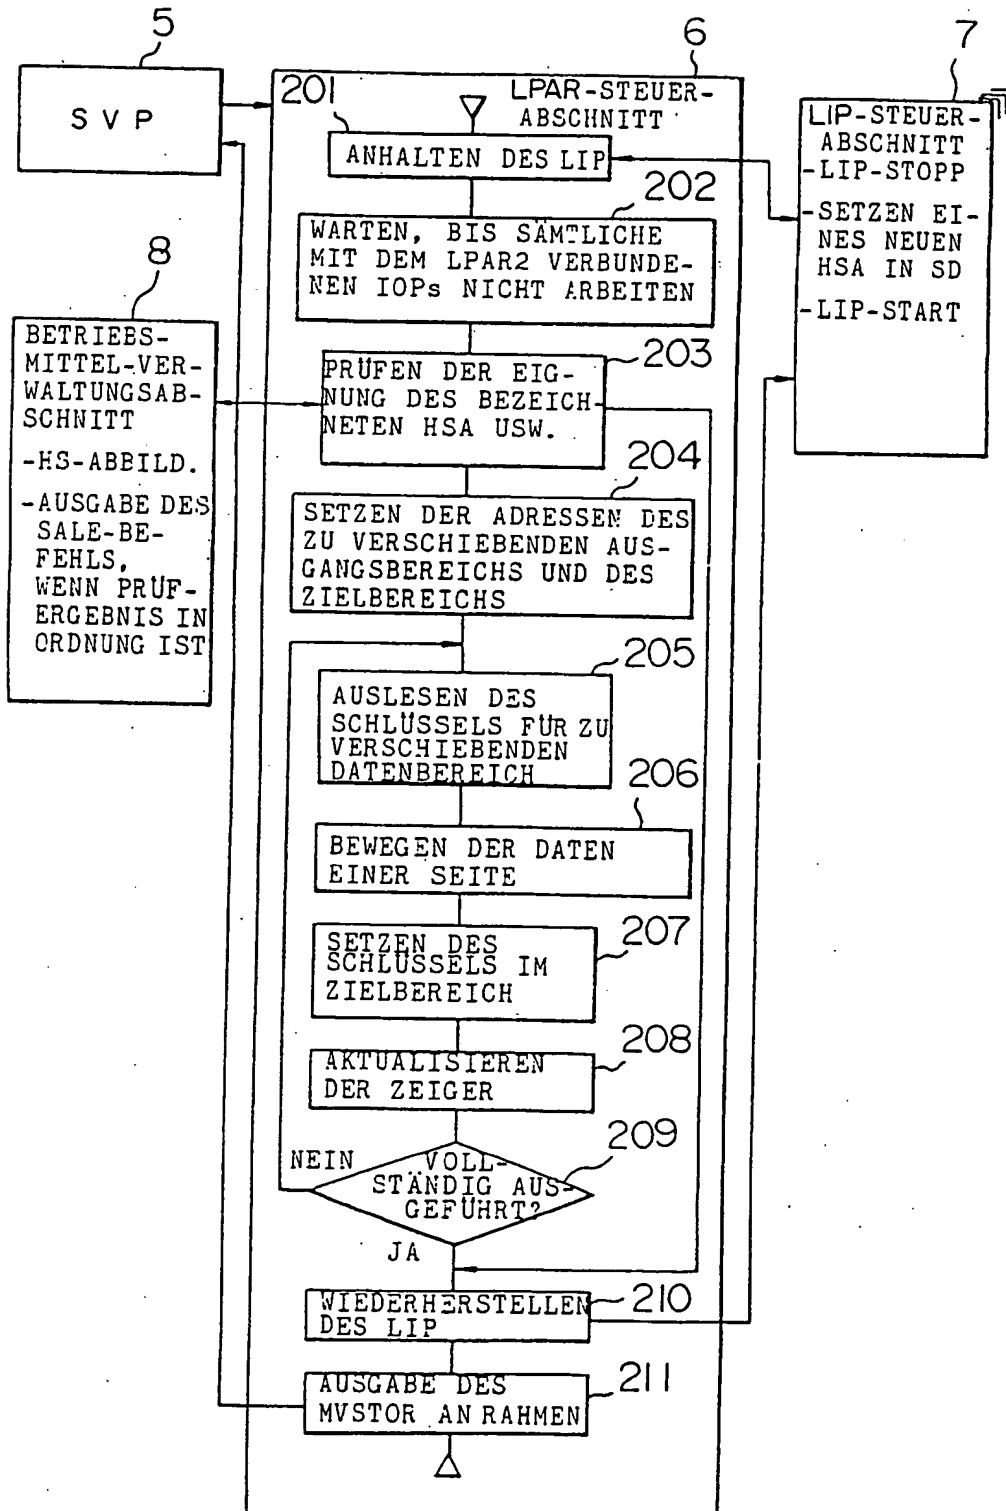 5
SVP
6
LPAR-STEUER-
ABSCHNITT
201
ANHALTEN DES LIP
202
WARTEN, BIS SÄMTLICHE
MIT DEM LPAR2 VERBUNDE-
NEN IOPs NICHT ARBEITEN
203
PRÜFEN DER EIG-
NUNG DES BEZEICH-
NETEN HSA USW.
204
SETZEN DER ADRESSEN DES
ZU VERSCHIEBENDEN AUS-
GANGSBEREICHS UND DES
ZIELBEREICHS
205
AUSLESEN DES
SCHLÜSSELS FÜR ZU
VERSCHIEBENDEN
DATENBEREICH
206
BEWEGEN DER DATEN
EINER SEITE
207
SETZEN DES
SCHLÜSSELS IM
ZIELBEREICH
208
AKTUALISIEREN
DER ZEIGER
209
VOLL-
STÄNDIG AUS-
GEFÜHRT?
NEIN
JA
210
WIEDERHERSTELLEN
DES LIP
211
AUSGABE DES
MVSTOR AN RAHMEN
7
LIP-STEUER-
ABSCHNITT
-LIP-STOPP
-SETZEN EI-
NES NEUEN
HSA IN SD
-LIP-START
8
BETRIEBS-
MITTEL-VER-
WALTUNGSAB-
SCHNITT
-HS-ABBILD.
-AUSGABE DES
SALE-BE-
FEHLS,
WENN PRÜF-
ERGEBNIS IN
ORDNUNG IST